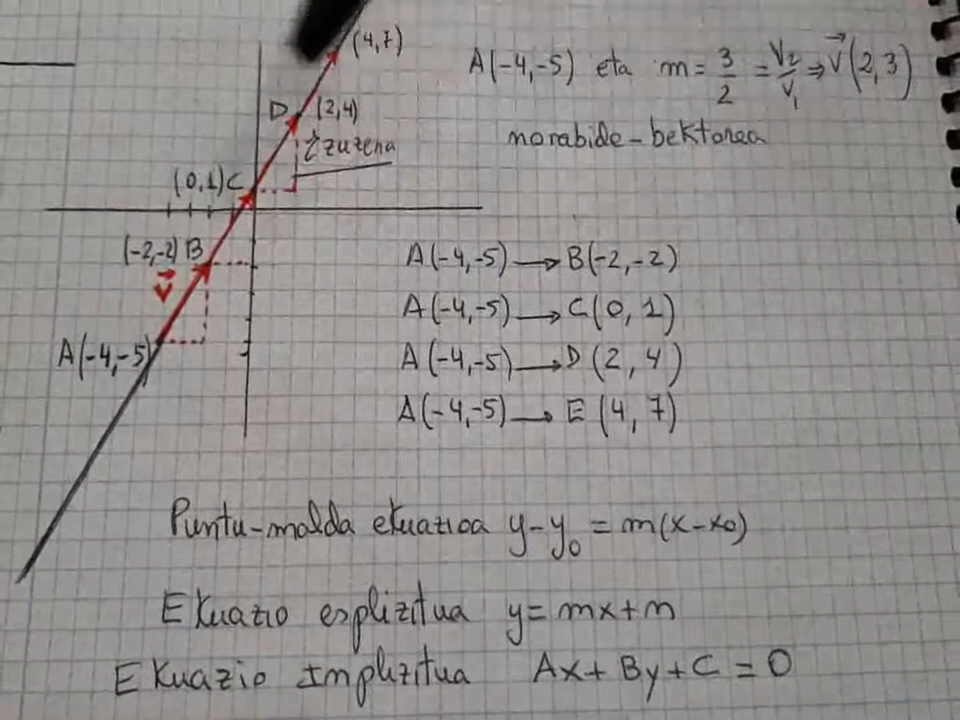 (4,7)
A(-4,-5) eta m = 3/2 = V₂/V₁ ⇒ V⃗(2,3)
D (2,4)
norabide-bektorea
r zuzena
(0,1) C
(-2,-2) B
A(-4,-5) → B(-2,-2)
v⃗
A(-4,-5) → C(0,1)
A(-4,-5)
A(-4,-5) → D(2,4)
A(-4,-5) → E(4,7)
Puntu-malda ekuazioa y-y₀ = m(x-x₀)
Ekuazio esplizitua y = mx+n
Ekuazio Implizitua Ax + By + C = 0